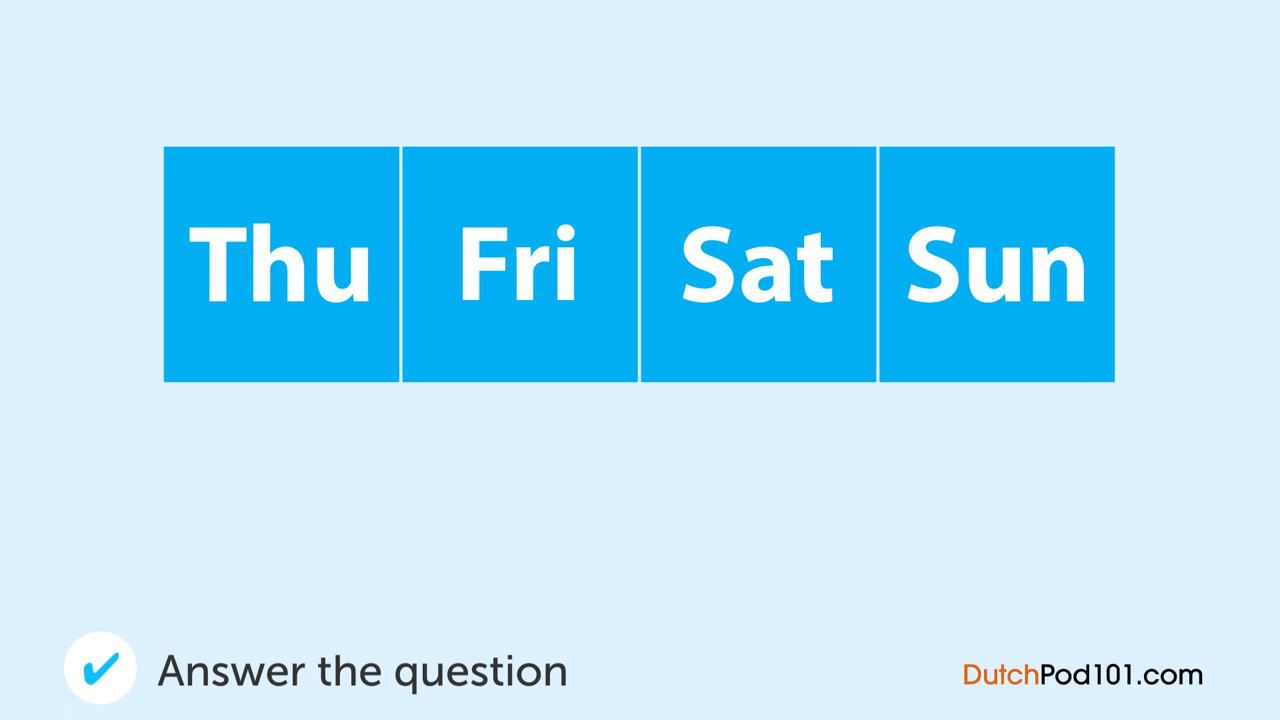 Thu Fri Sat Sun
✔ Answer the question
DutchPod101.com